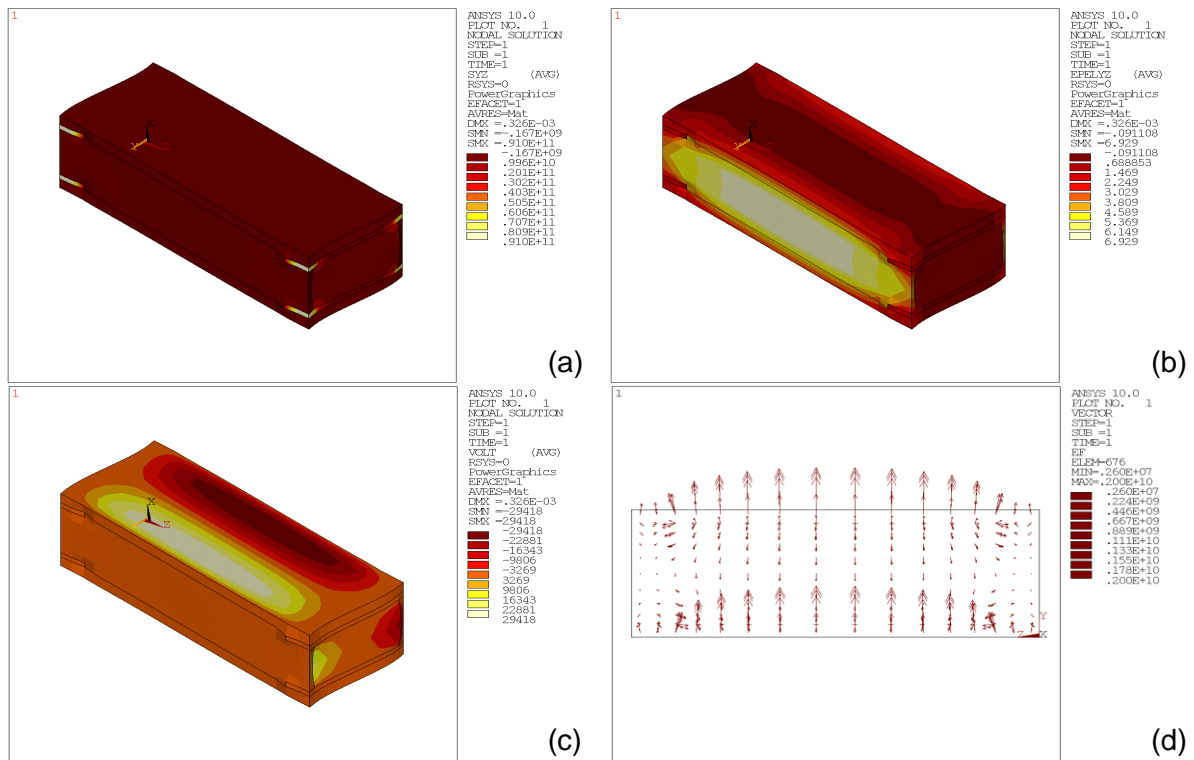 1
X
Y
Z
ANSYS 10.0
PLOT NO. 1
NODAL SOLUTION
STEP=1
SUB =1
TIME=1
SYZ (AVG)
RSYS=0
PowerGraphics
EFACET=1
AVRES=Mat
DMX =.326E-03
SMN =-.167E+09
SMX =.910E+11
-.167E+09
.996E+10
.201E+11
.302E+11
.403E+11
.505E+11
.606E+11
.707E+11
.809E+11
.910E+11
(a)
1
X
Y
Z
ANSYS 10.0
PLOT NO. 1
NODAL SOLUTION
STEP=1
SUB =1
TIME=1
EPELYZ (AVG)
RSYS=0
PowerGraphics
EFACET=1
AVRES=Mat
DMX =.326E-03
SMN =-.091108
SMX =6.929
-.091108
.688853
1.469
2.249
3.029
3.809
4.589
5.369
6.149
6.929
(b)
1
X
Y
Z
ANSYS 10.0
PLOT NO. 1
NODAL SOLUTION
STEP=1
SUB =1
TIME=1
VOLT (AVG)
RSYS=0
PowerGraphics
EFACET=1
AVRES=Mat
DMX =.326E-03
SMN =-29418
SMX =29418
-29418
-22881
-16343
-9806
-3269
3269
9806
16343
22881
29418
(c)
1
Y
Z X
ANSYS 10.0
PLOT NO. 1
VECTOR
STEP=1
SUB =1
TIME=1
EF
ELEM=676
MIN=.260E+07
MAX=.200E+10
.260E+07
.224E+09
.446E+09
.667E+09
.889E+09
.111E+10
.133E+10
.155E+10
.178E+10
.200E+10
(d)